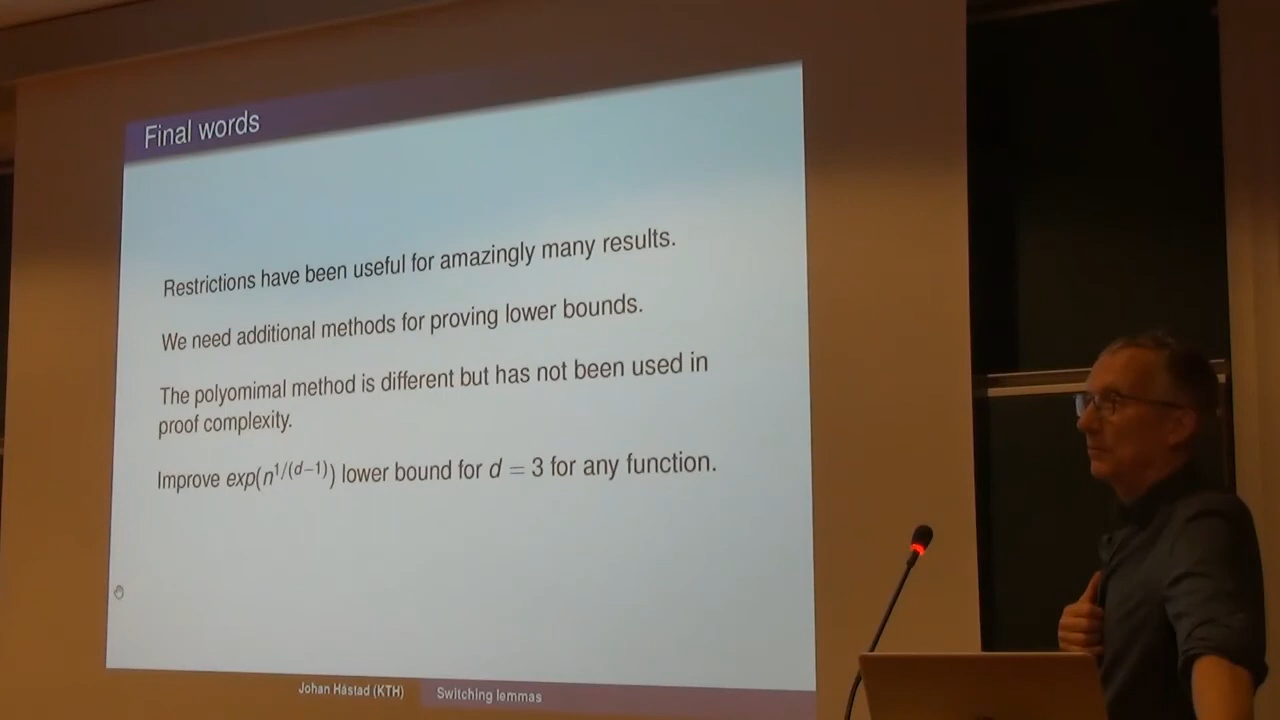 Final words
Restrictions have been useful for amazingly many results.
We need additional methods for proving lower bounds.
The polyomimal method is different but has not been used in
proof complexity.
Improve exp(n^{1/(d−1)}) lower bound for d = 3 for any function.
Johan Håstad (KTH) Switching lemmas